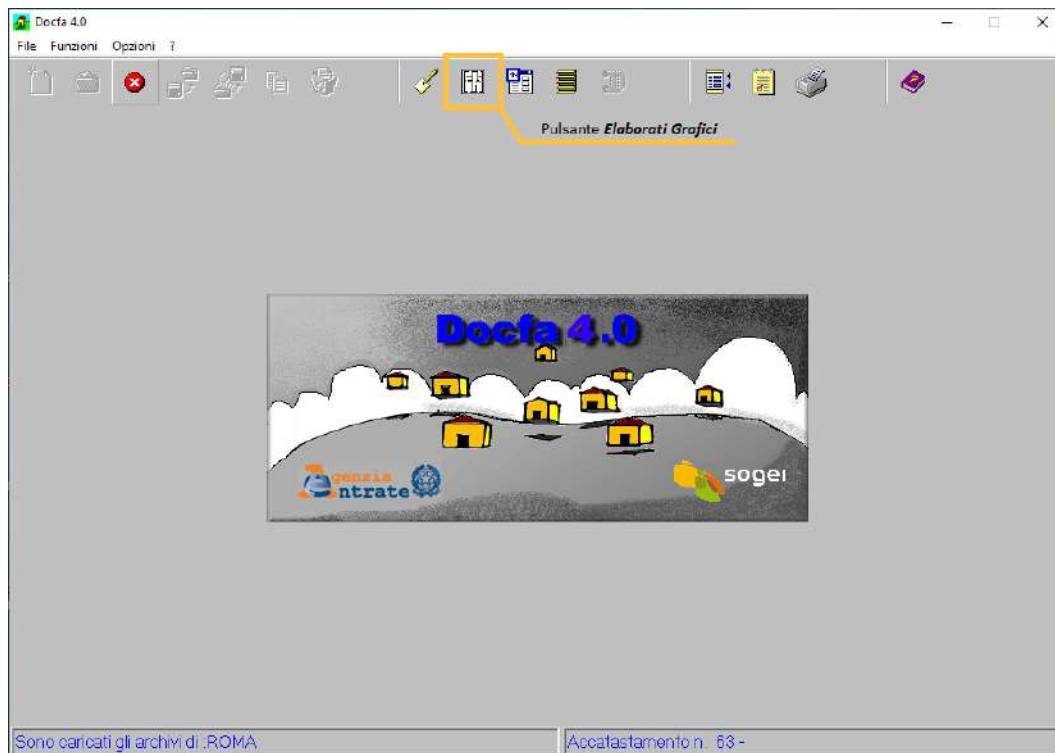 Docfa 4.0
File Funzioni Opzioni ?
Pulsante Elaborati Grafici
Docfa 4.0
genzia
ntrate
sogei
Sono caricati gli archivi di :ROMA
Accatastamento n. 63 -